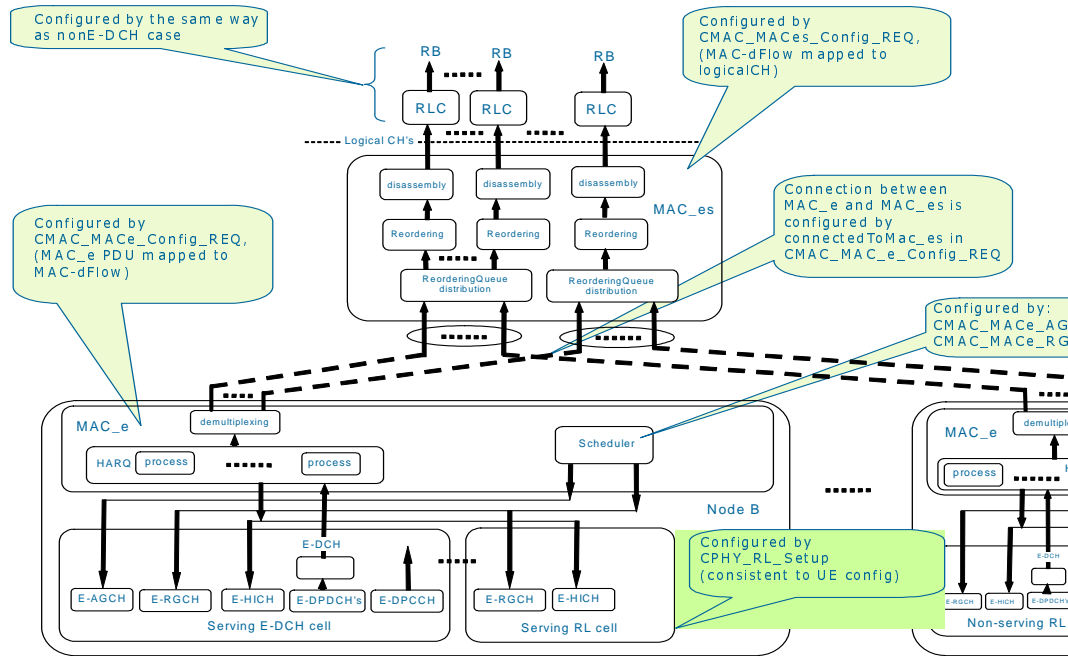 Configured by the same way
as nonE-DCH case
Configured by
CMAC_MACes_Config_REQ,
(MAC-dFlow mapped to
logicalCH)
RB
RB
RB
RLC
RLC
RLC
Logical CH's
disassembly
disassembly
disassembly
MAC_es
Reordering
Reordering
Reordering
ReorderingQueue
distribution
ReorderingQueue
distribution
Connection between
MAC_e and MAC_es is
configured by
connectedToMac_es in
CMAC_MAC_e_Config_REQ
Configured by
CMAC_MACe_Config_REQ,
(MAC_e PDU mapped to
MAC-dFlow)
Configured by:
CMAC_MACe_AG
CMAC_MACe_RG
MAC_e
demultiplexing
HARQ
process
process
Scheduler
Node B
MAC_e
demultipl
process
E-DCH
E-AGCH
E-RGCH
E-HICH
E-DPDCH's
E-DPCCH
Serving E-DCH cell
E-RGCH
E-HICH
Serving RL cell
Configured by
CPHY_RL_Setup
(consistent to UE config)
E-DCH
E-RGCH
E-HICH
E-DPDCH's
Non-serving RL